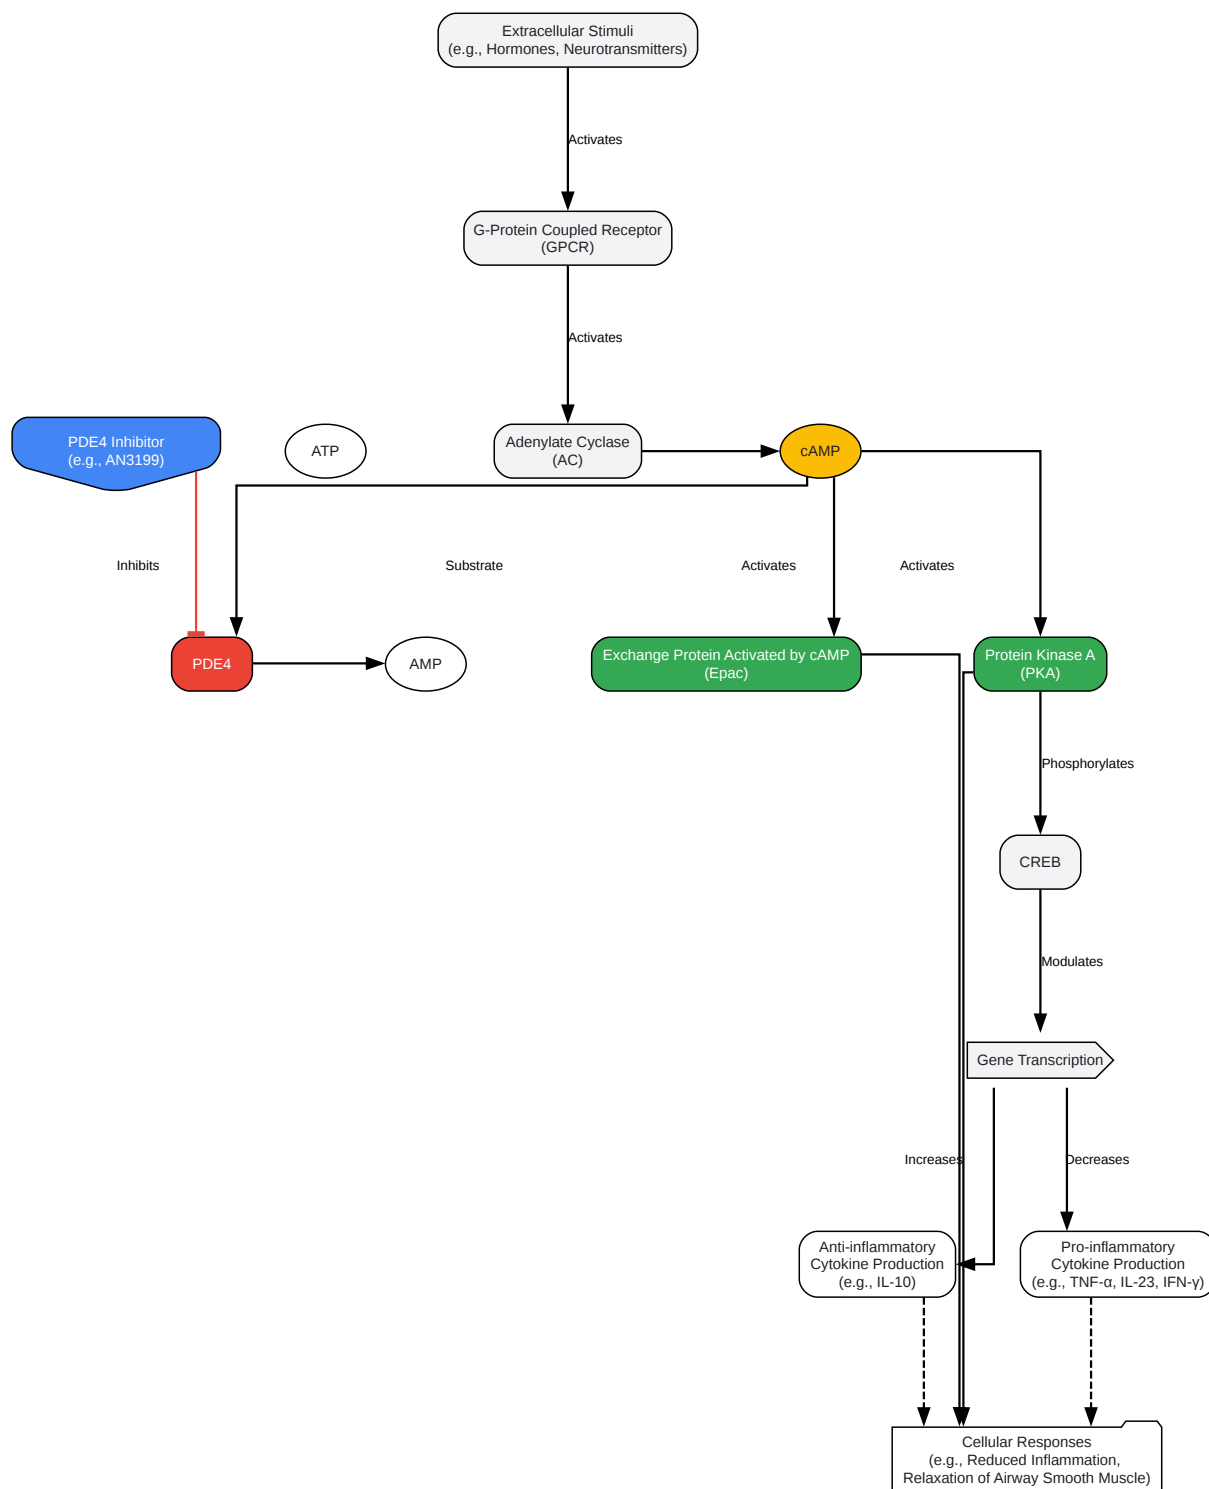 Extracellular Stimuli
(e.g., Hormones, Neurotransmitters)
Activates
G-Protein Coupled Receptor
(GPCR)
Activates
PDE4 Inhibitor
(e.g., AN3199)
ATP
Adenylate Cyclase
(AC)
cAMP
Inhibits
Substrate
Activates
Activates
PDE4
AMP
Exchange Protein Activated by cAMP
(Epac)
Protein Kinase A
(PKA)
Phosphorylates
CREB
Modulates
Gene Transcription
Increases
Decreases
Anti-inflammatory
Cytokine Production
(e.g., IL-10)
Pro-inflammatory
Cytokine Production
(e.g., TNF-α, IL-23, IFN-γ)
Cellular Responses
(e.g., Reduced Inflammation,
Relaxation of Airway Smooth Muscle)